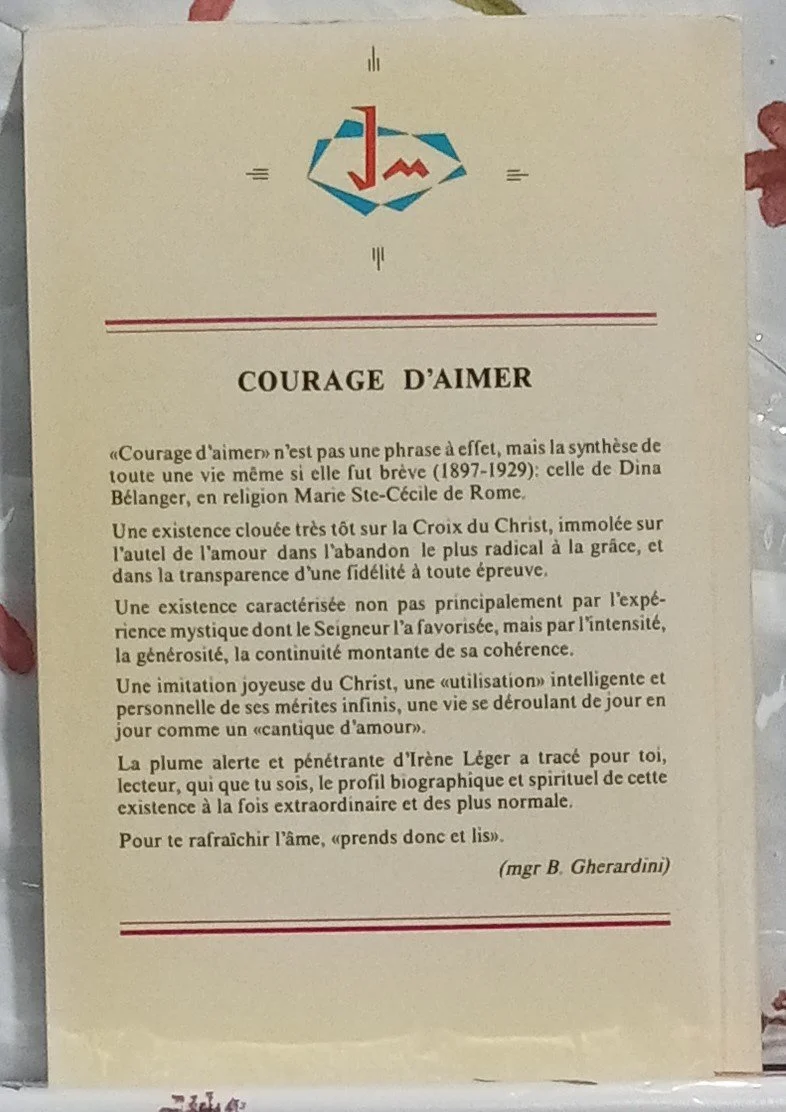 Jm
COURAGE D'AIMER
«Courage d'aimer» n'est pas une phrase à effet, mais la synthèse de
toute une vie même si elle fut brève (1897-1929): celle de Dina
Bélanger, en religion Marie Ste-Cécile de Rome.
Une existence clouée très tôt sur la Croix du Christ, immolée sur
l'autel de l'amour dans l'abandon le plus radical à la grâce, et
dans la transparence d'une fidélité à toute épreuve.
Une existence caractérisée non pas principalement par l'expé-
rience mystique dont le Seigneur l'a favorisée, mais par l'intensité,
la générosité, la continuité montante de sa cohérence.
Une imitation joyeuse du Christ, une «utilisation» intelligente et
personnelle de ses mérites infinis, une vie se déroulant de jour en
jour comme un «cantique d'amour».
La plume alerte et pénétrante d'Irène Léger a tracé pour toi,
lecteur, qui que tu sois, le profil biographique et spirituel de cette
existence à la fois extraordinaire et des plus normale.
Pour te rafraîchir l'âme, «prends donc et lis».
(mgr B. Gherardini)